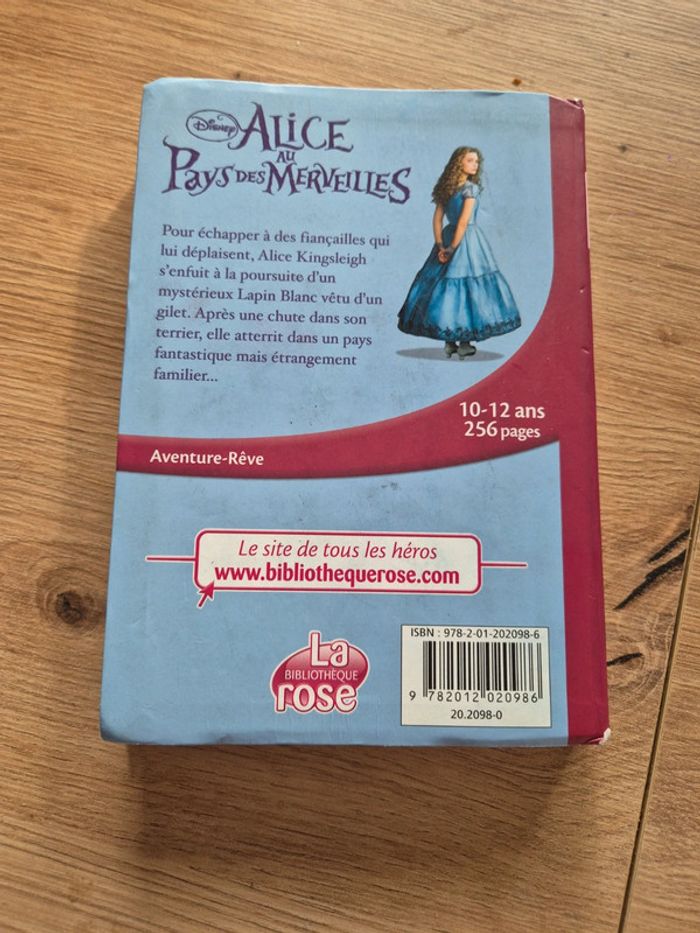 Disney
ALICE
AU
PAYS DES MERVEILLES
Pour échapper à des fiançailles qui
lui déplaisent, Alice Kingsleigh
s'enfuit à la poursuite d'un
mystérieux Lapin Blanc vêtu d'un
gilet. Après une chute dans son
terrier, elle atterrit dans un pays
fantastique mais étrangement
familier...
10-12 ans
256 pages
Aventure-Rêve
Le site de tous les héros
www.bibliothequerose.com
La
BIBLIOTHÈQUE
rose
ISBN : 978-2-01-202098-6
9 782012 020986
20.2098-0